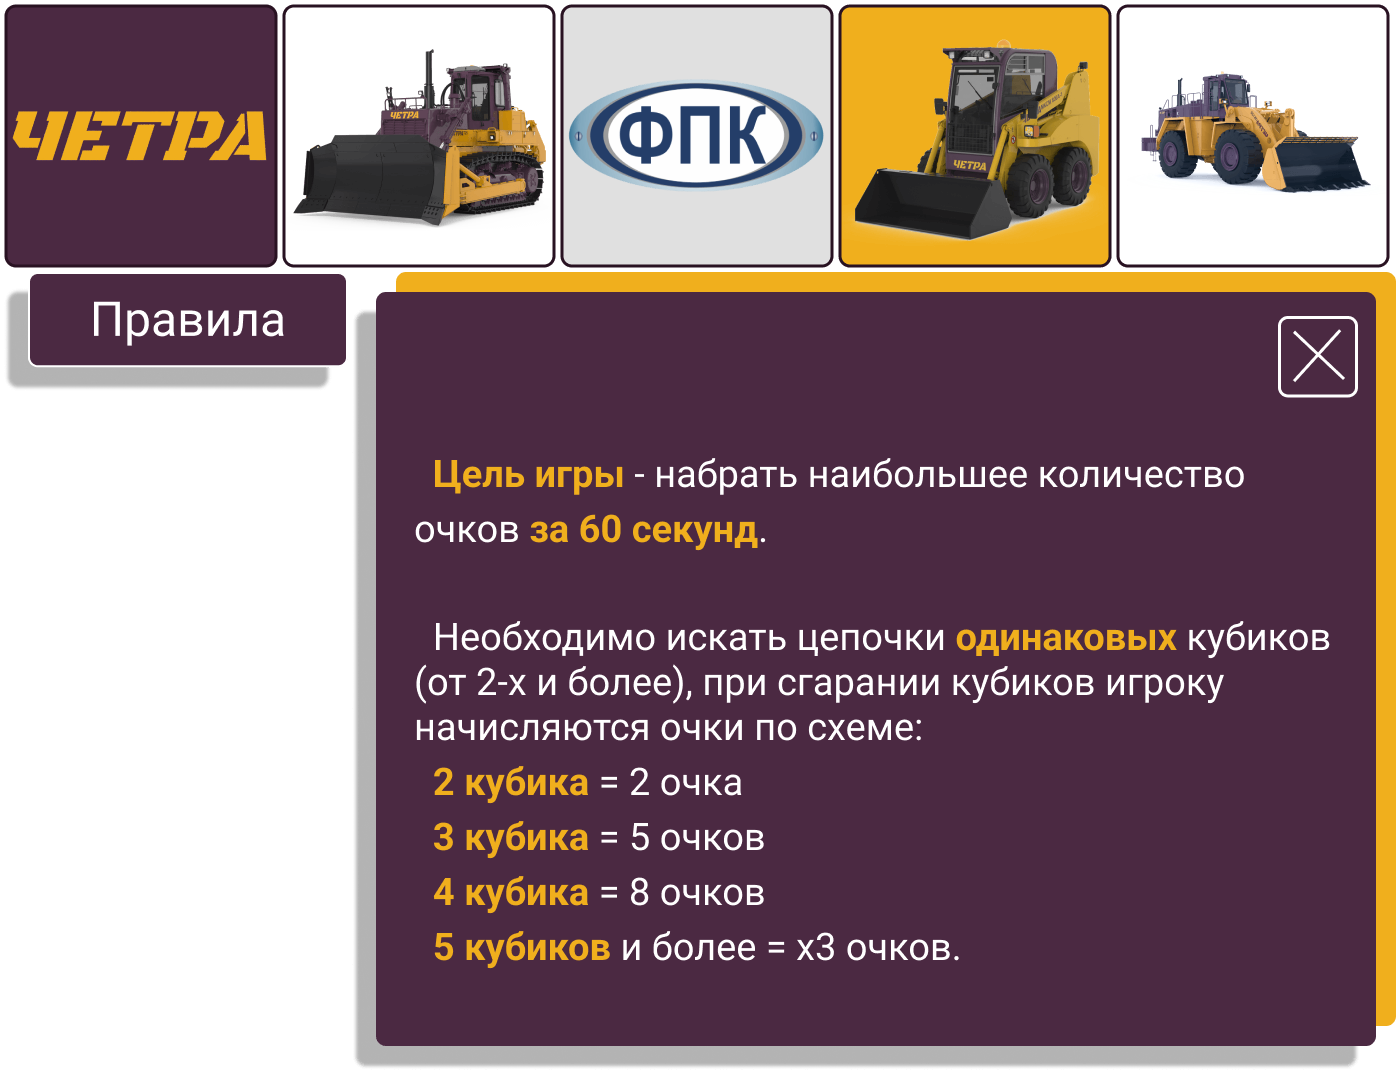 ЧЕТРА
ЧЕТРА
ФПК
ЧЕТРА
Правила
Цель игры - набрать наибольшее количество
очков за 60 секунд.
Необходимо искать цепочки одинаковых кубиков
(от 2-х и более), при сгарании кубиков игроку
начисляются очки по схеме:
2 кубика = 2 очка
3 кубика = 5 очков
4 кубика = 8 очков
5 кубиков и более = х3 очков.